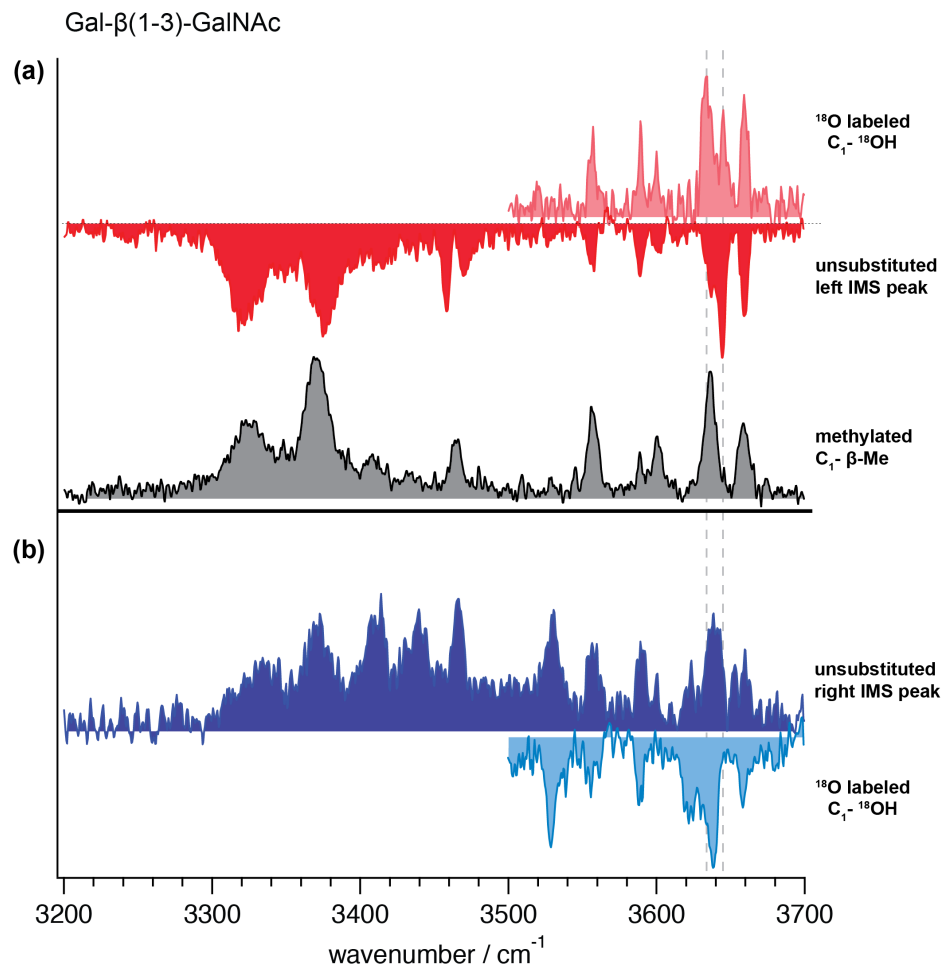 Gal-β(1-3)-GalNAc
(a)
¹⁸O labeled
C₁- ¹⁸OH
unsubstituted
left IMS peak
methylated
C₁- β-Me
(b)
unsubstituted
right IMS peak
¹⁸O labeled
C₁- ¹⁸OH
3200 3300 3400 3500 3600 3700
wavenumber / cm⁻¹